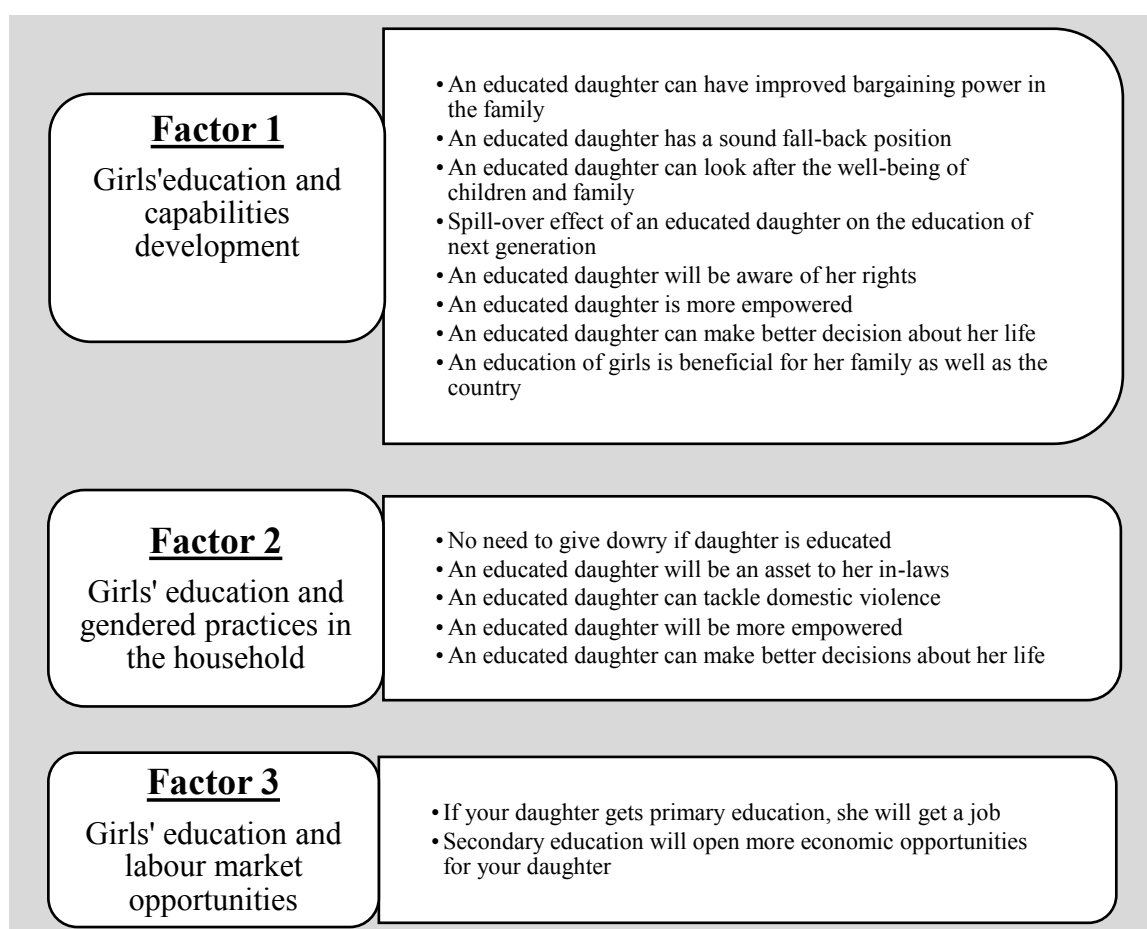 Factor 1
Girls'education and
capabilities
development
• An educated daughter can have improved bargaining power in
the family
• An educated daughter has a sound fall-back position
• An educated daughter can look after the well-being of
children and family
• Spill-over effect of an educated daughter on the education of
next generation
• An educated daughter will be aware of her rights
• An educated daughter is more empowered
• An educated daughter can make better decision about her life
• An education of girls is beneficial for her family as well as the
country
Factor 2
Girls' education and
gendered practices in
the household
• No need to give dowry if daughter is educated
• An educated daughter will be an asset to her in-laws
• An educated daughter can tackle domestic violence
• An educated daughter will be more empowered
• An educated daughter can make better decisions about her life
Factor 3
Girls' education and
labour market
opportunities
• If your daughter gets primary education, she will get a job
• Secondary education will open more economic opportunities
for your daughter